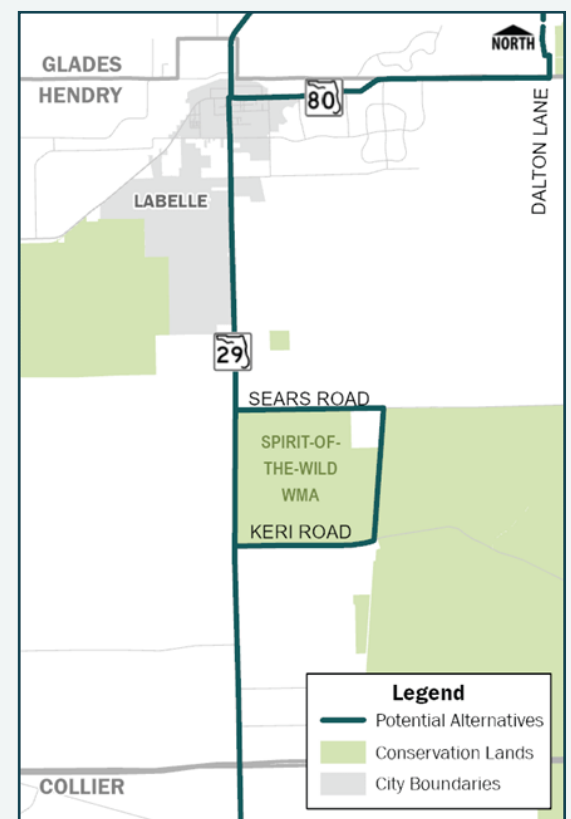 NORTH
GLADES
HENDRY
80
DALTON LANE
LABELLE
29
SEARS ROAD
SPIRIT-OF-
THE-WILD
WMA
KERI ROAD
Legend
Potential Alternatives
Conservation Lands
City Boundaries
COLLIER